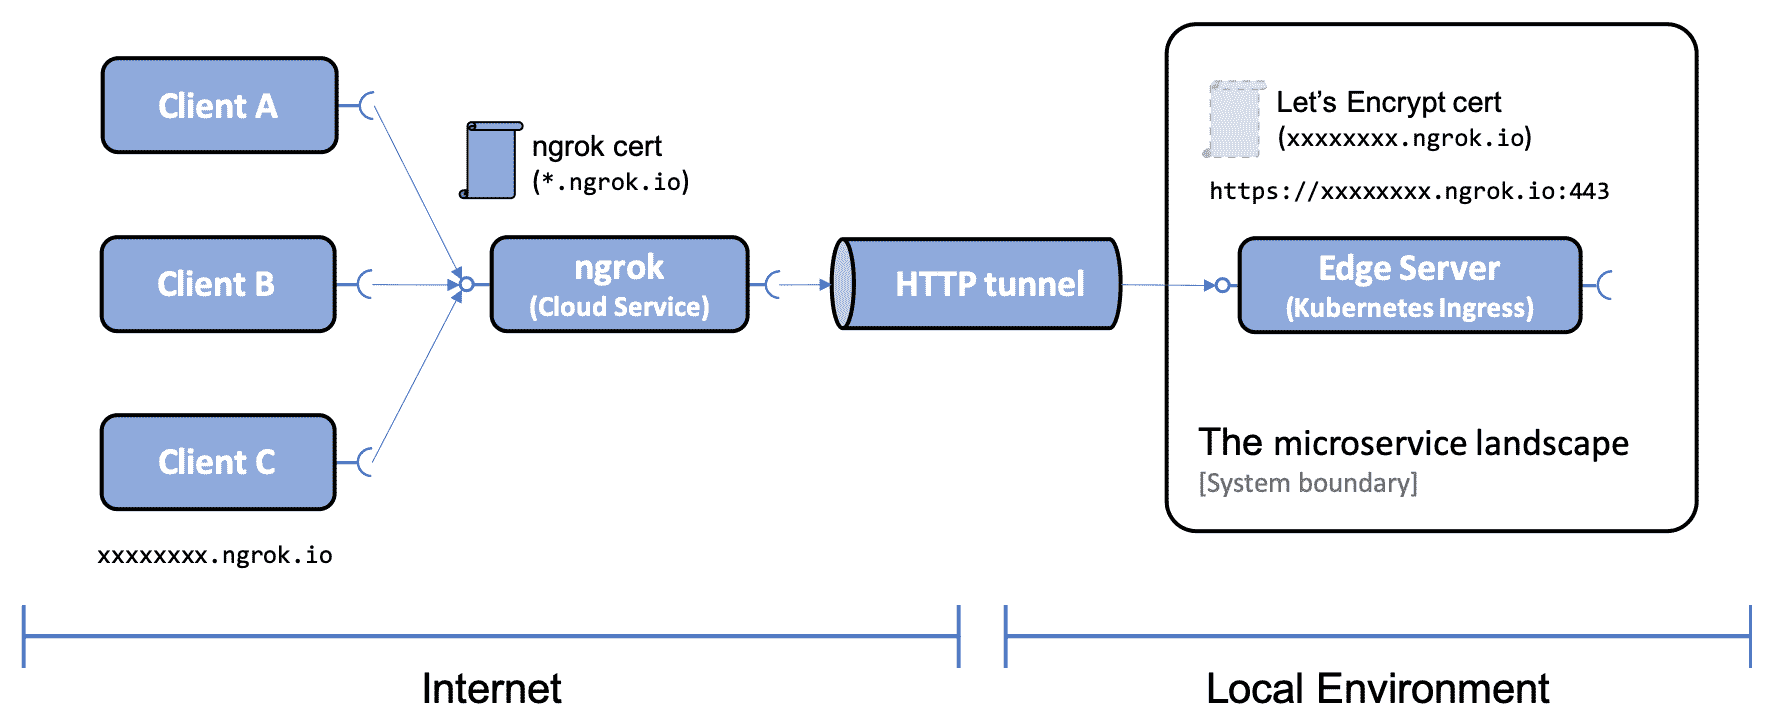 Client A
ngrok cert
(*.ngrok.io)
Let's Encrypt cert
(xxxxxxxx.ngrok.io)
https://xxxxxxxx.ngrok.io:443
Client B
ngrok
(Cloud Service)
HTTP tunnel
Edge Server
(Kubernetes Ingress)
Client C
The microservice landscape
[System boundary]
xxxxxxxx.ngrok.io
Internet
Local Environment